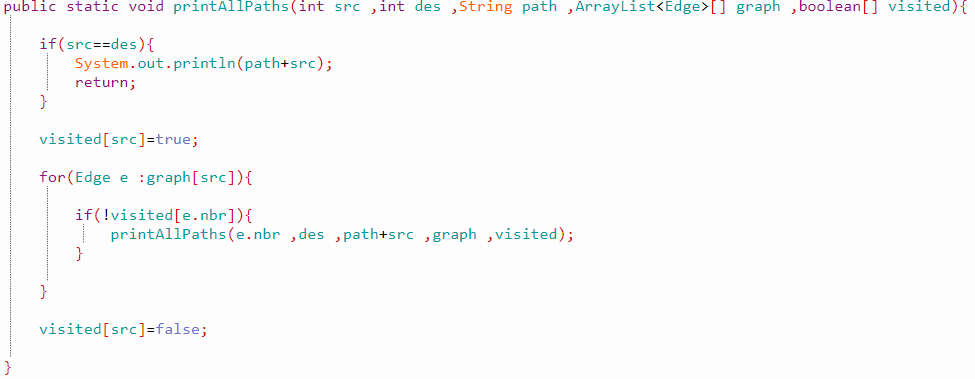 public static void printAllPaths(int src ,int des ,String path ,ArrayList<Edge>[] graph ,boolean[] visited){
if(src==des){
System.out.println(path+src);
return;
}
visited[src]=true;
for(Edge e :graph[src]){
if(!visited[e.nbr]){
printAllPaths(e.nbr ,des ,path+src ,graph ,visited);
}
}
visited[src]=false;
}